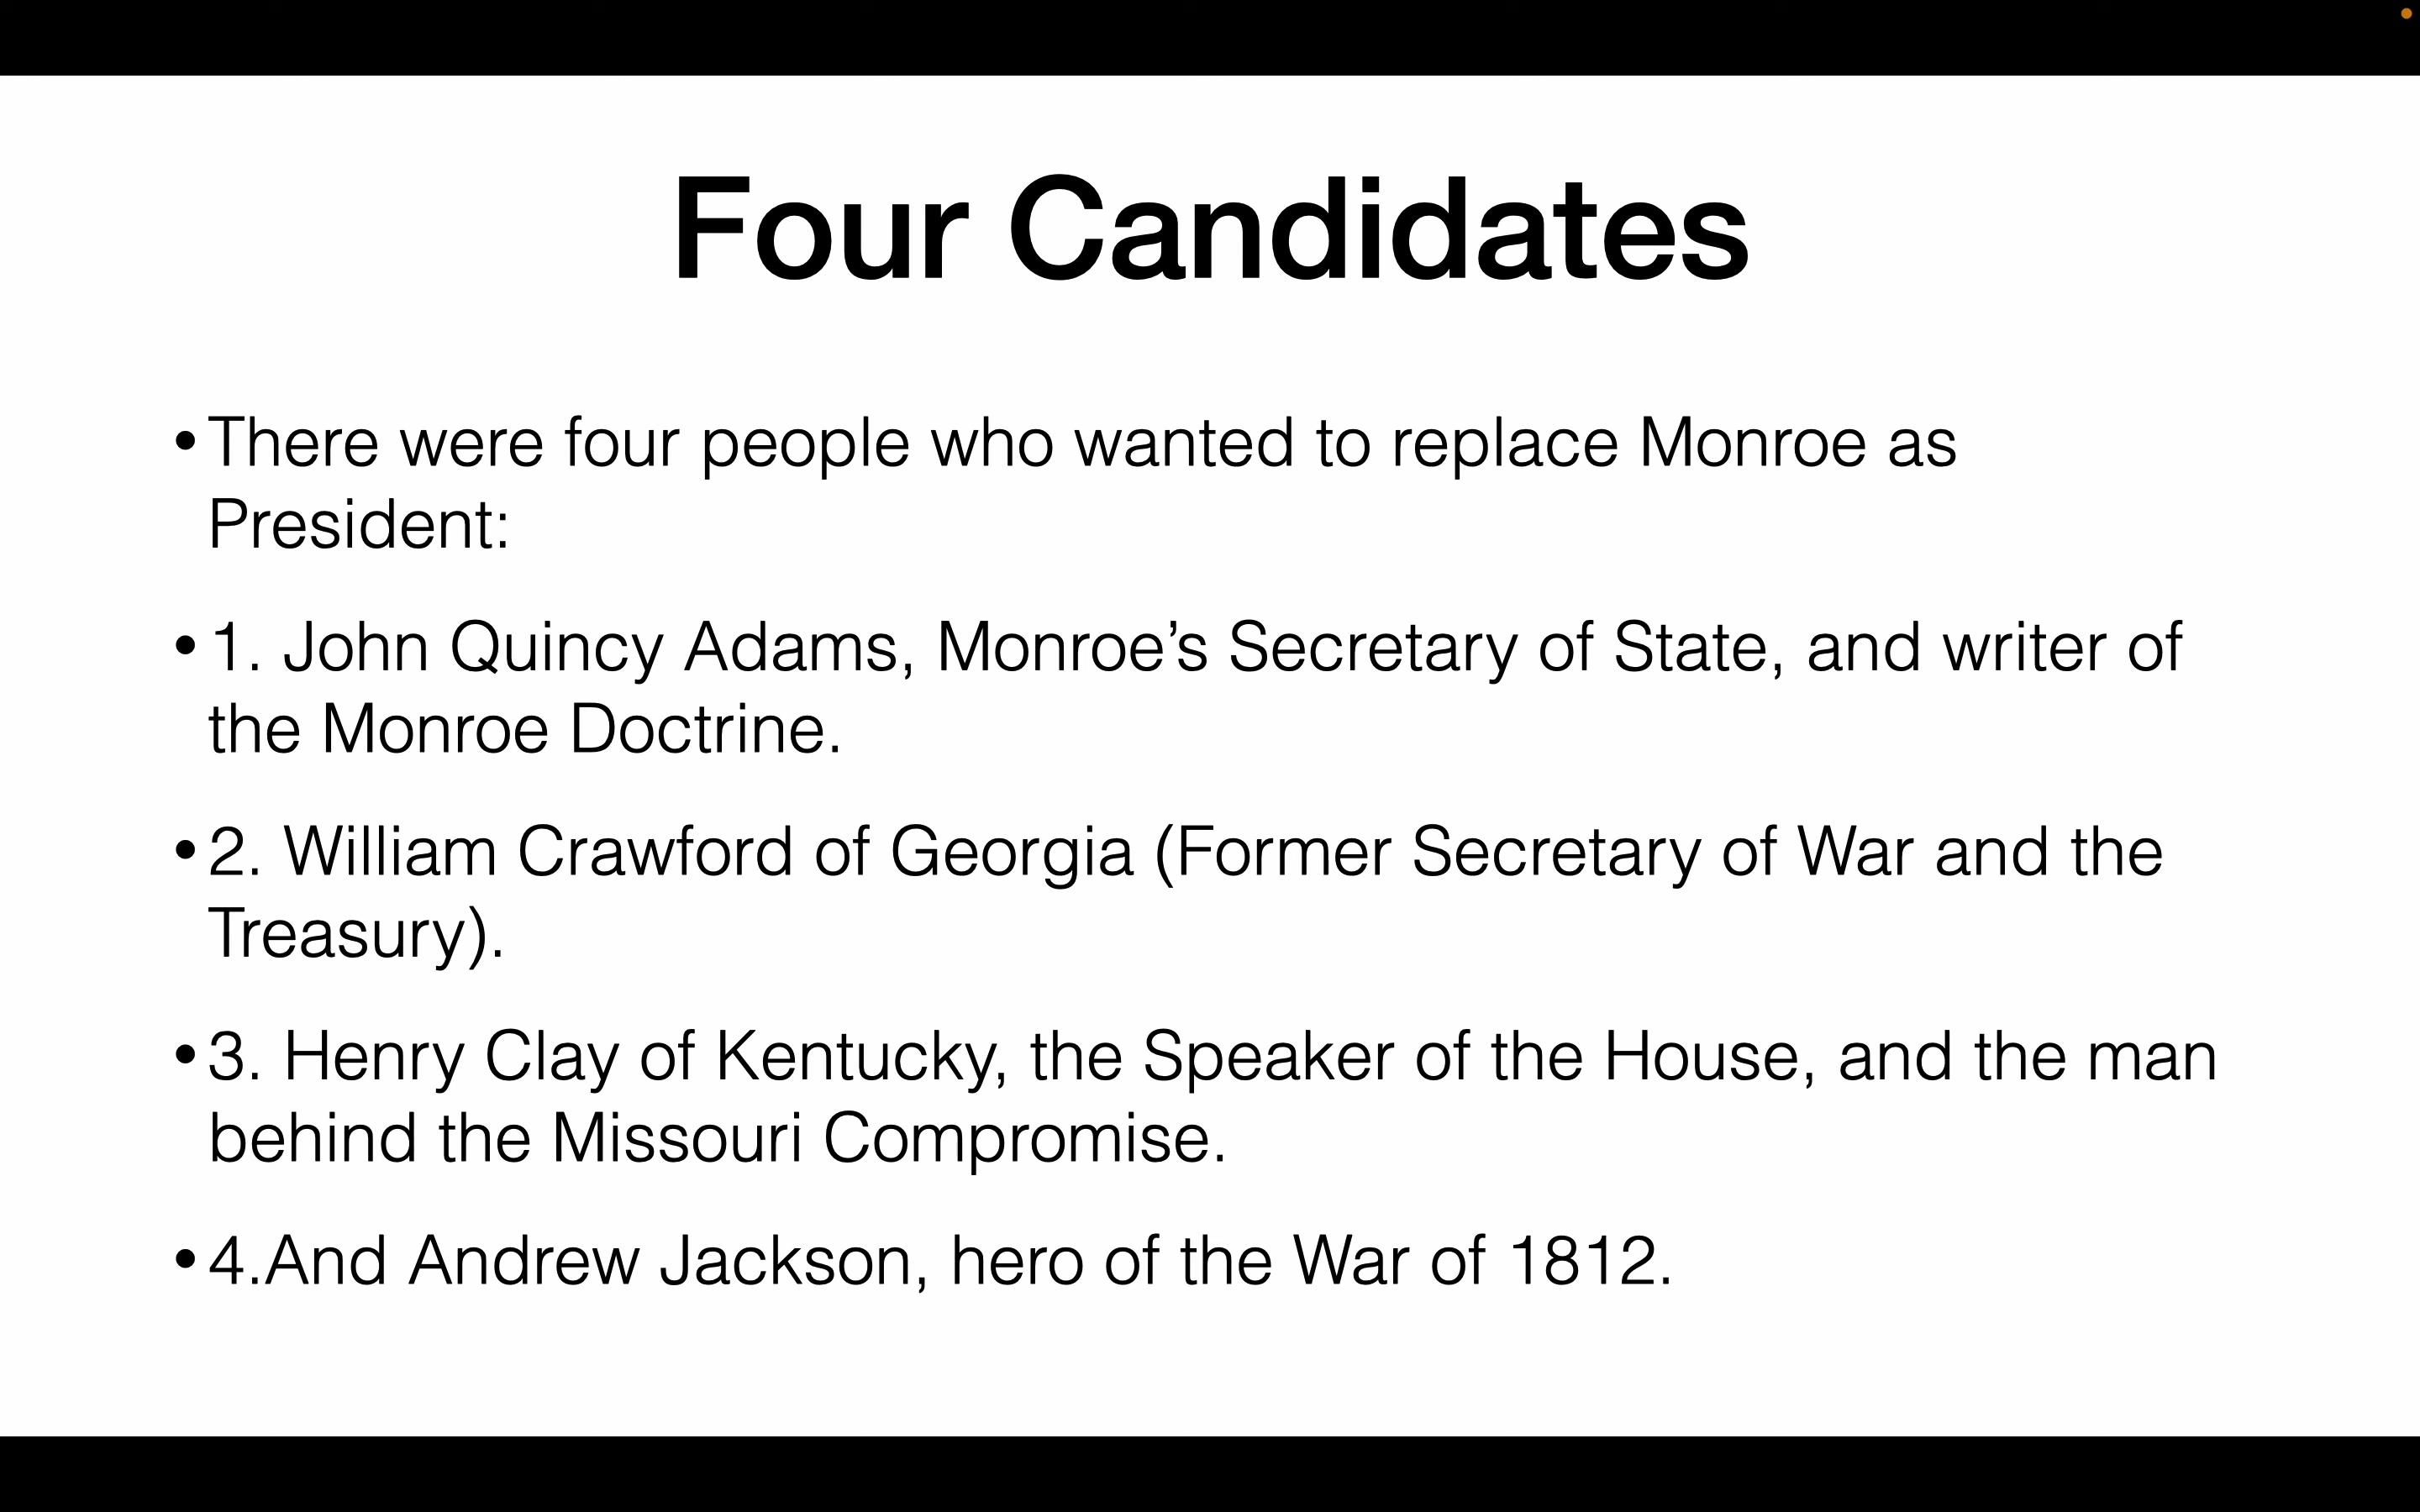 Four Candidates
• There were four people who wanted to replace Monroe as
President:
• 1. John Quincy Adams, Monroe’s Secretary of State, and writer of
the Monroe Doctrine.
• 2. William Crawford of Georgia (Former Secretary of War and the
Treasury).
• 3. Henry Clay of Kentucky, the Speaker of the House, and the man
behind the Missouri Compromise.
• 4.And Andrew Jackson, hero of the War of 1812.